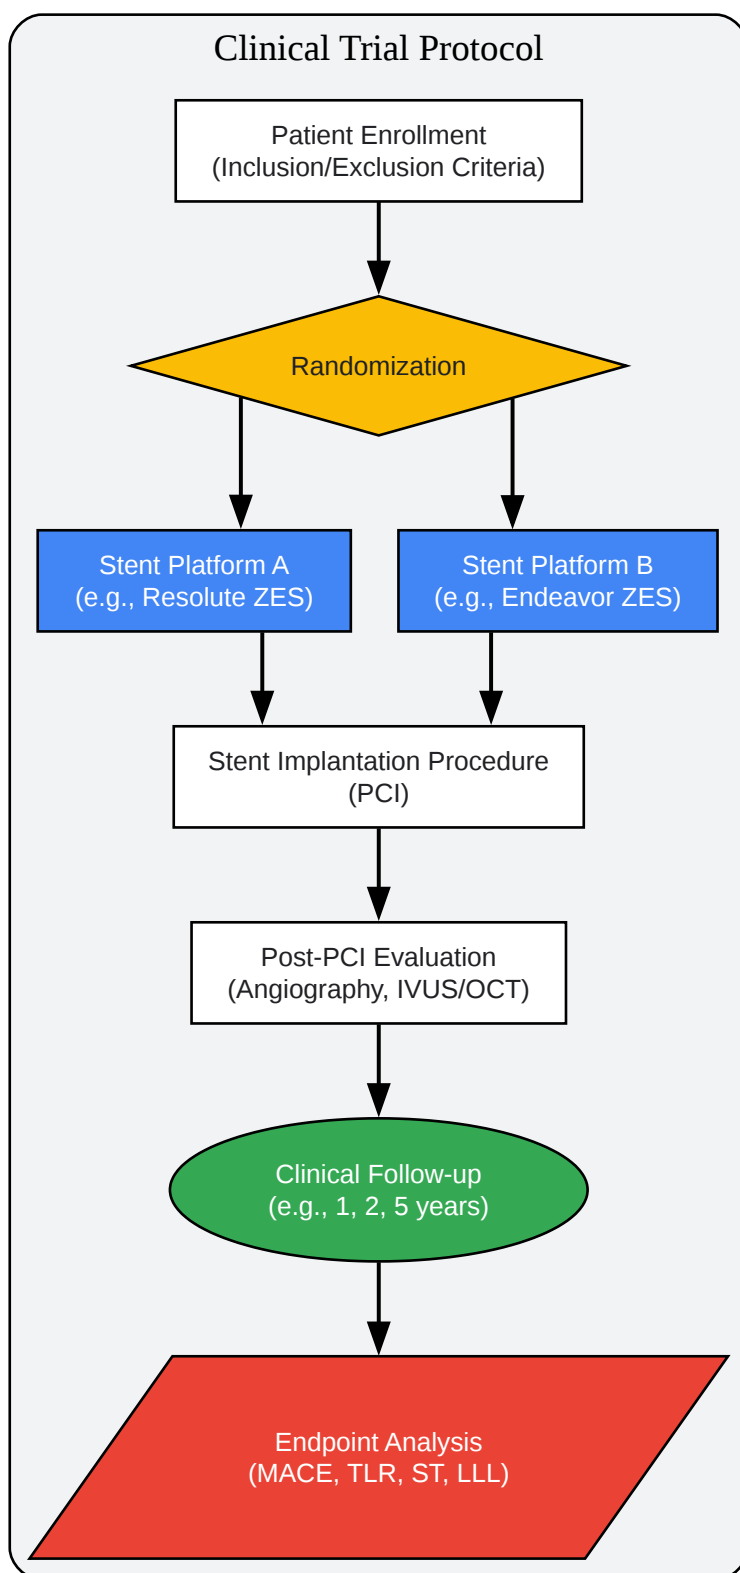 Clinical Trial Protocol
Patient Enrollment
(Inclusion/Exclusion Criteria)
Randomization
Stent Platform A
(e.g., Resolute ZES)
Stent Platform B
(e.g., Endeavor ZES)
Stent Implantation Procedure
(PCI)
Post-PCI Evaluation
(Angiography, IVUS/OCT)
Clinical Follow-up
(e.g., 1, 2, 5 years)
Endpoint Analysis
(MACE, TLR, ST, LLL)